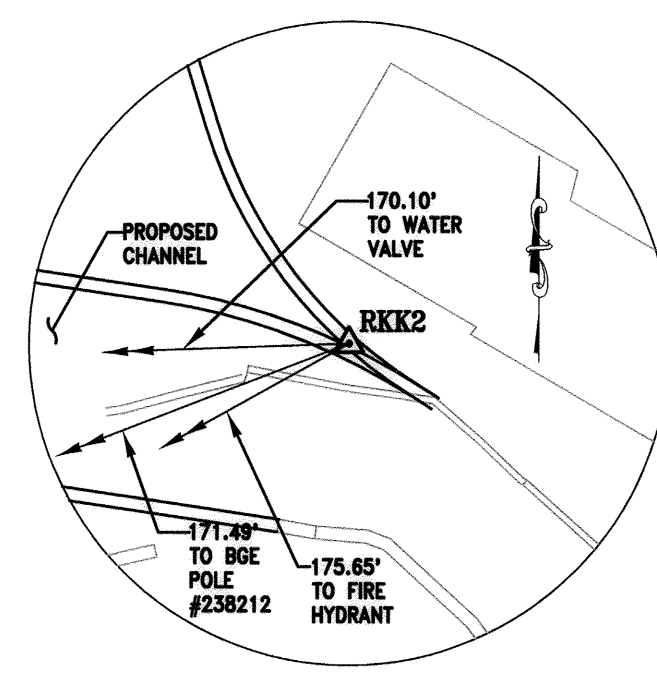 170.10'
TO WATER
VALVE
PROPOSED
CHANNEL
RKK2
171.49'
TO BGE
POLE
#238212
175.65'
TO FIRE
HYDRANT